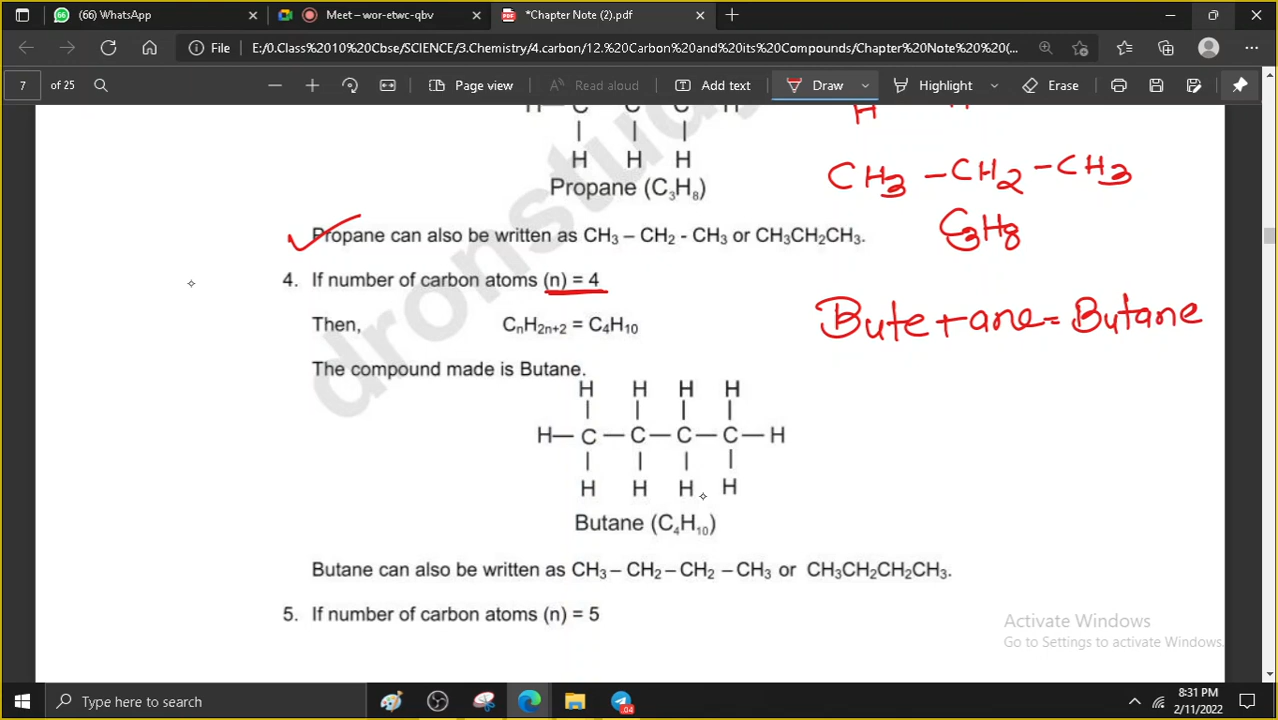 (66) WhatsApp
Meet – wor-etwc-qbv
*Chapter Note (2).pdf
File
E:/0.Class%2010%20Cbse/SCIENCE/3.Chemistry/4.carbon/12.%20Carbon%20and%20its%20Compounds/Chapter%20Note%20%20(...
7 of 25
Page view
Read aloud
Add text
Draw
Highlight
Erase
H — C C C H
H H H
Propane (C₃H₈)
H H
CH3 – CH2 – CH3
C3H8
Propane can also be written as CH₃ – CH₂ - CH₃ or CH₃CH₂CH₃.
4. If number of carbon atoms (n) = 4
Then, CₙH₂ₙ₊₂ = C₄H₁₀
Bute + ane = Butane
The compound made is Butane.
H H H H
H — C — C — C — C — H
H H H H
Butane (C₄H₁₀)
Butane can also be written as CH₃ – CH₂ – CH₂ – CH₃ or CH₃CH₂CH₂CH₃.
5. If number of carbon atoms (n) = 5
dronstudy
Activate Windows
Go to Settings to activate Windows.
Type here to search
04
8:31 PM
2/11/2022